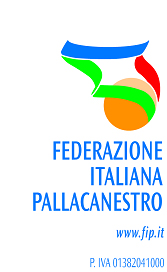 FEDERAZIONE
ITALIANA
PALLACANESTRO
www.fip.it
P. IVA 01382041000